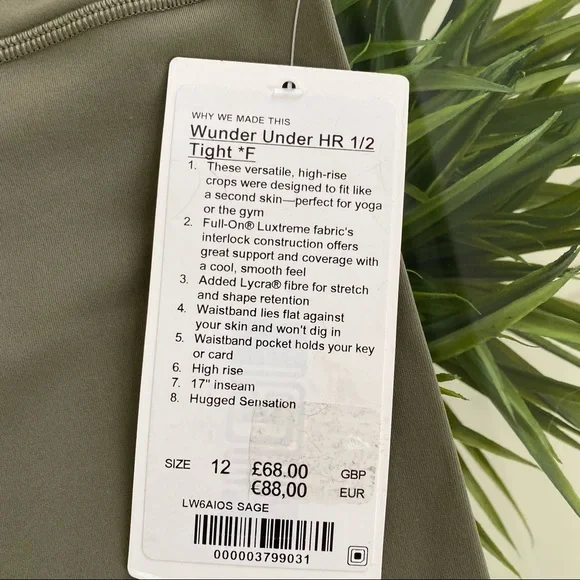 WHY WE MADE THIS
Wunder Under HR 1/2
Tight *F
1. These versatile, high-rise
crops were designed to fit like
a second skin—perfect for yoga
or the gym
2. Full-On® Luxtreme fabric's
interlock construction offers
great support and coverage with
a cool, smooth feel
3. Added Lycra® fibre for stretch
and shape retention
4. Waistband lies flat against
your skin and won't dig in
5. Waistband pocket holds your key
or card
6. High rise
7. 17" inseam
8. Hugged Sensation
SIZE 12 £68.00 GBP
€88,00 EUR
LW6AIOS SAGE
000003799031